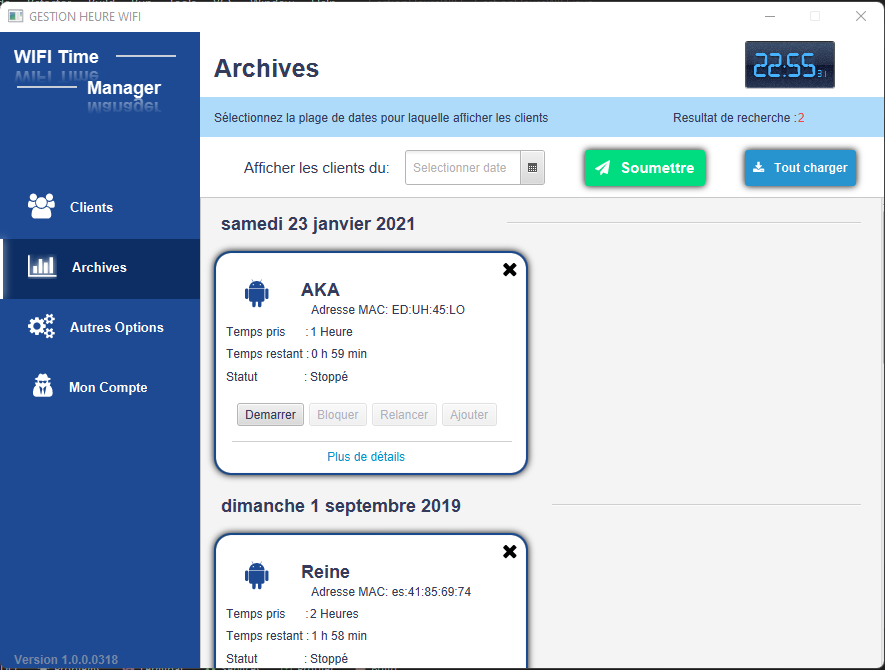 GESTION HEURE WIFI
WIFI Time
Manager
Archives
22:55
Sélectionnez la plage de dates pour laquelle afficher les clients
Resultat de recherche :2
Afficher les clients du:
Selectionner date
Soumettre
Tout charger
Clients
Archives
Autres Options
Mon Compte
samedi 23 janvier 2021
AKA
Adresse MAC: ED:UH:45:LO
Temps pris : 1 Heure
Temps restant : 0 h 59 min
Statut : Stoppé
Demarrer
Bloquer
Relancer
Ajouter
Plus de détails
dimanche 1 septembre 2019
Reine
Adresse MAC: es:41:85:69:74
Temps pris : 2 Heures
Temps restant : 1 h 58 min
Statut : Stoppé
Version 1.0.0.0318